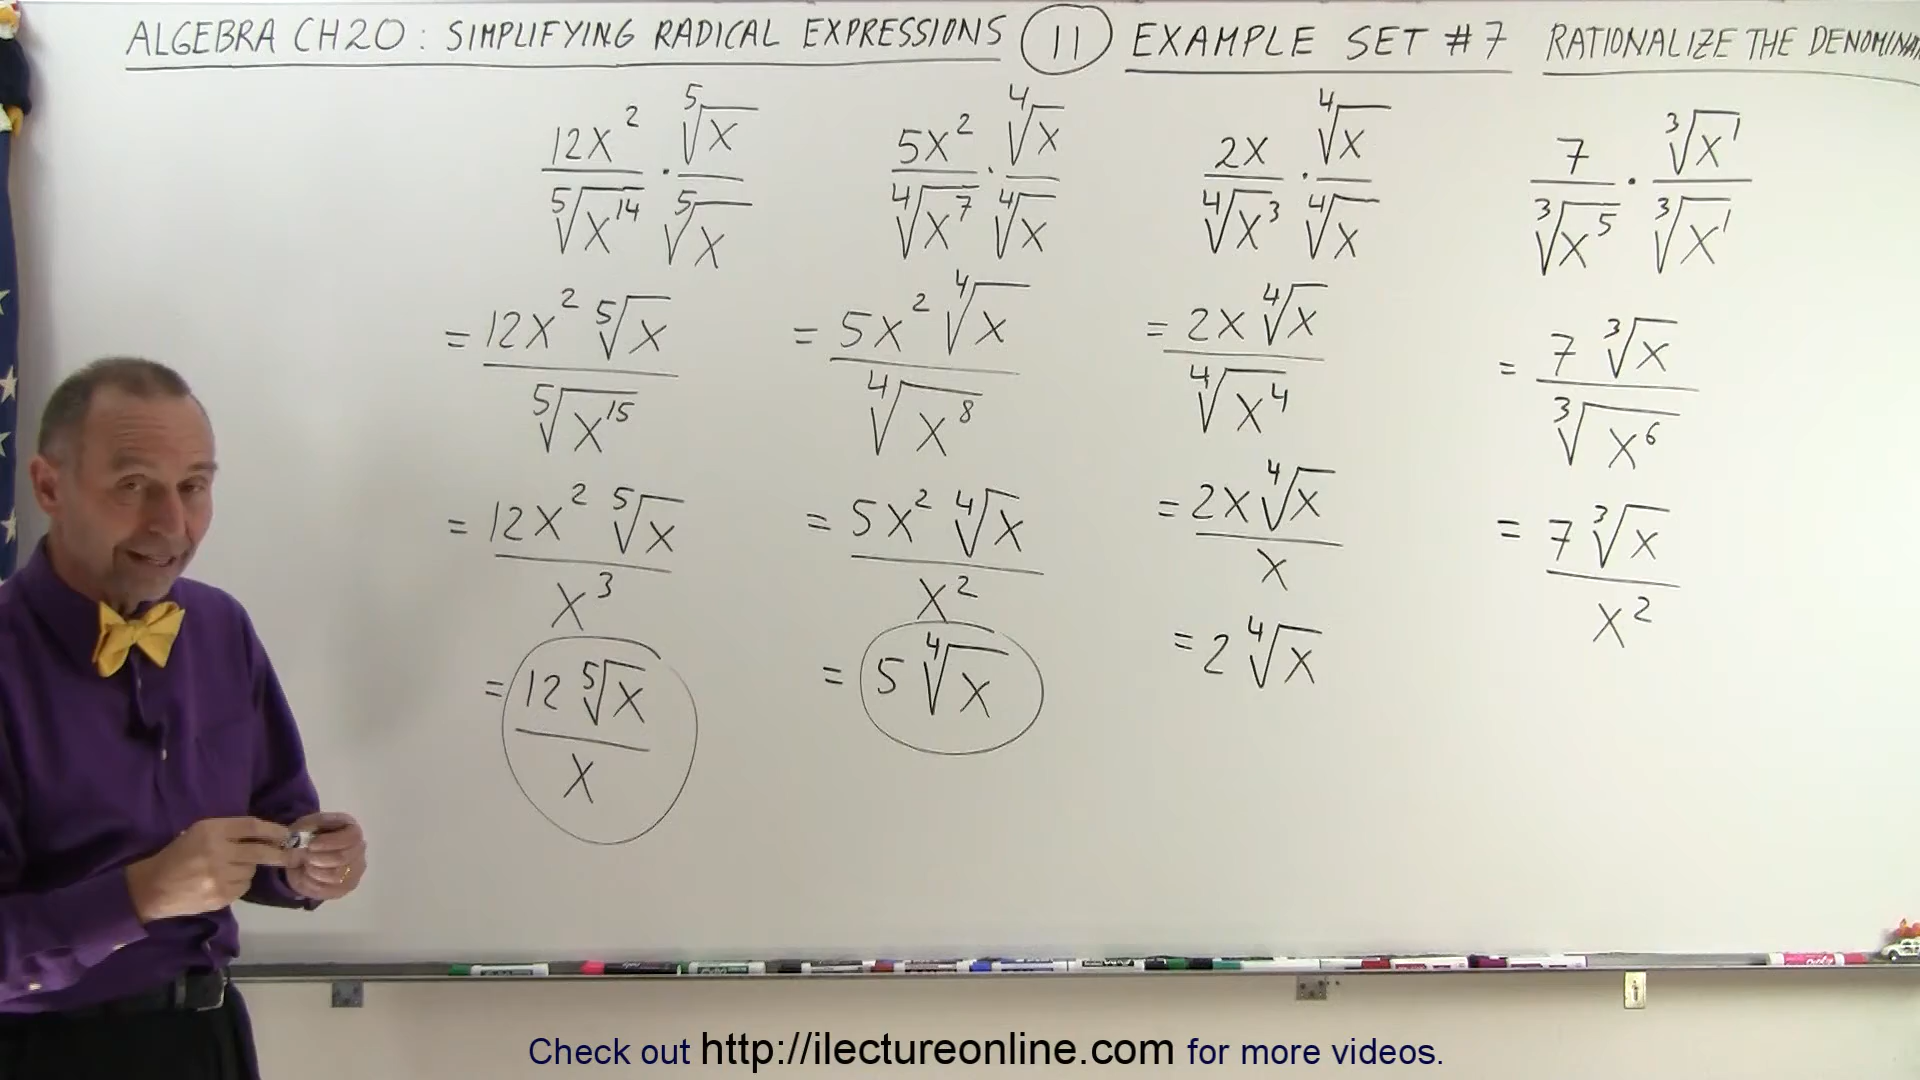 ALGEBRA CH20 : SIMPLIFYING RADICAL EXPRESSIONS (11) EXAMPLE SET #7 RATIONALIZE THE DENOMINA
12X² / ⁵√X¹⁴ · ⁵√X / ⁵√X
= 12X² ⁵√X / ⁵√X¹⁵
= 12X² ⁵√X / X³
= 12 ⁵√X / X
5X² / ⁴√X⁷ · ⁴√X / ⁴√X
= 5X² ⁴√X / ⁴√X⁸
= 5X² ⁴√X / X²
= 5 ⁴√X
2X / ⁴√X³ · ⁴√X / ⁴√X
= 2X ⁴√X / ⁴√X⁴
= 2X ⁴√X / X
= 2 ⁴√X
7 / ³√X⁵ · ³√X¹ / ³√X¹
= 7 ³√X / ³√X⁶
= 7 ³√X / X²
Check out http://ilectureonline.com for more videos.